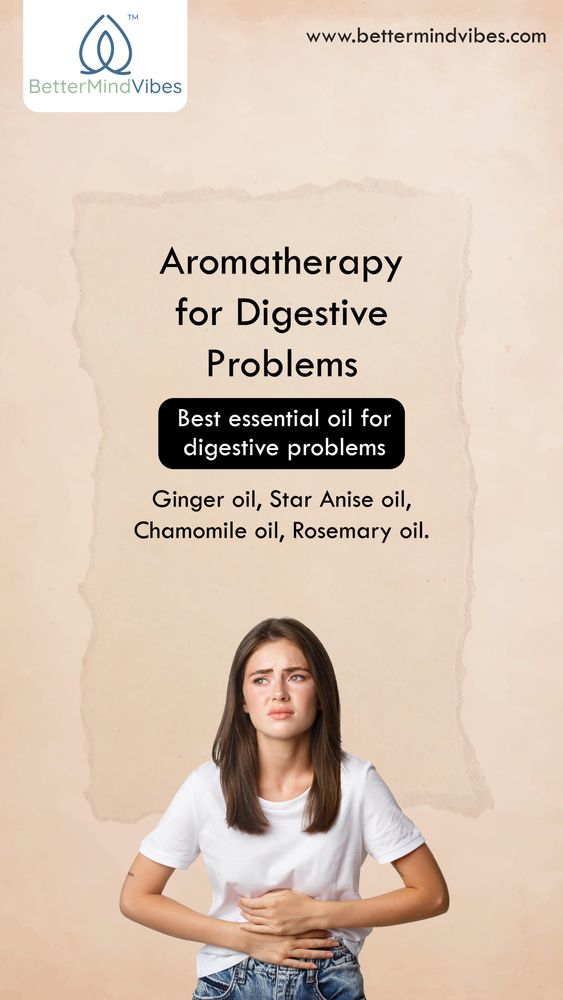 TM
BetterMindVibes
www.bettermindvibes.com
Aromatherapy
for Digestive
Problems
Best essential oil for
digestive problems
Ginger oil, Star Anise oil,
Chamomile oil, Rosemary oil.